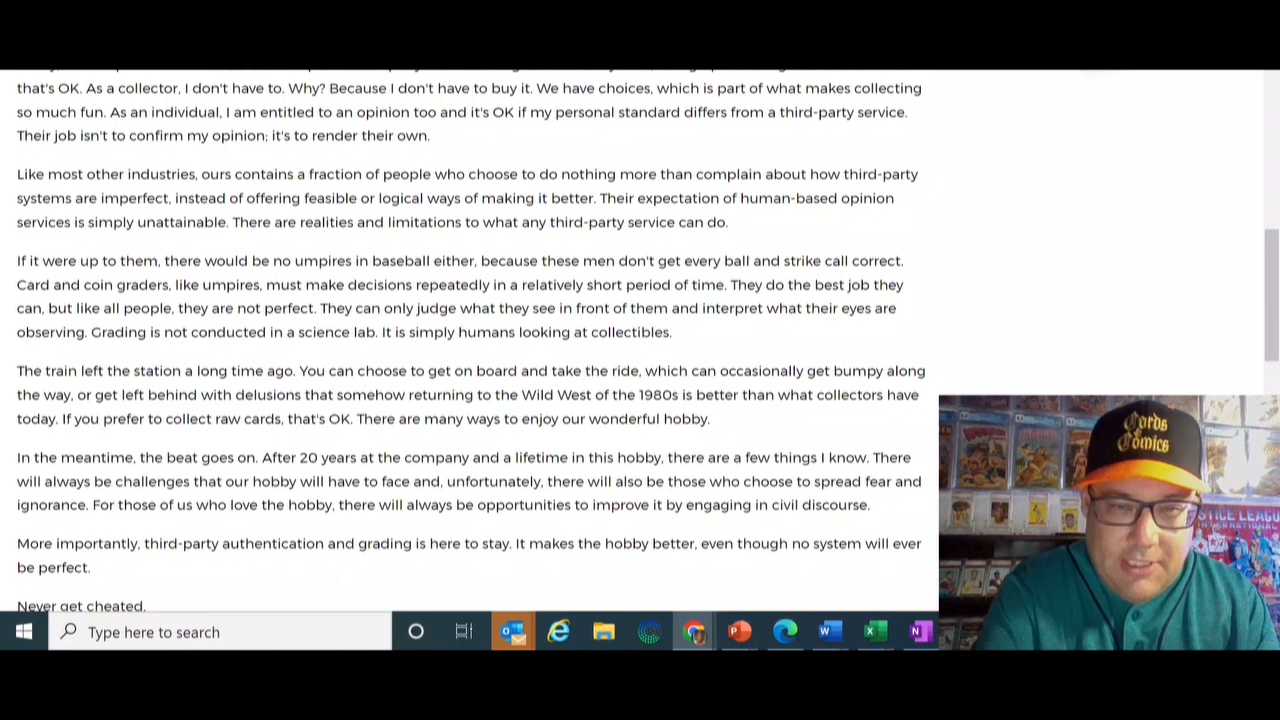 that's OK. As a collector, I don't have to. Why? Because I don't have to buy it. We have choices, which is part of what makes collecting
so much fun. As an individual, I am entitled to an opinion too and it's OK if my personal standard differs from a third-party service.
Their job isn't to confirm my opinion; it's to render their own.
Like most other industries, ours contains a fraction of people who choose to do nothing more than complain about how third-party
systems are imperfect, instead of offering feasible or logical ways of making it better. Their expectation of human-based opinion
services is simply unattainable. There are realities and limitations to what any third-party service can do.
If it were up to them, there would be no umpires in baseball either, because these men don't get every ball and strike call correct.
Card and coin graders, like umpires, must make decisions repeatedly in a relatively short period of time. They do the best job they
can, but like all people, they are not perfect. They can only judge what they see in front of them and interpret what their eyes are
observing. Grading is not conducted in a science lab. It is simply humans looking at collectibles.
The train left the station a long time ago. You can choose to get on board and take the ride, which can occasionally get bumpy along
the way, or get left behind with delusions that somehow returning to the Wild West of the 1980s is better than what collectors have
today. If you prefer to collect raw cards, that's OK. There are many ways to enjoy our wonderful hobby.
In the meantime, the beat goes on. After 20 years at the company and a lifetime in this hobby, there are a few things I know. There
will always be challenges that our hobby will have to face and, unfortunately, there will also be those who choose to spread fear and
ignorance. For those of us who love the hobby, there will always be opportunities to improve it by engaging in civil discourse.
More importantly, third-party authentication and grading is here to stay. It makes the hobby better, even though no system will ever
be perfect.
Never get cheated.
Type here to search
Cards
Comics
STICE LEAGU
INTERNATIONAL